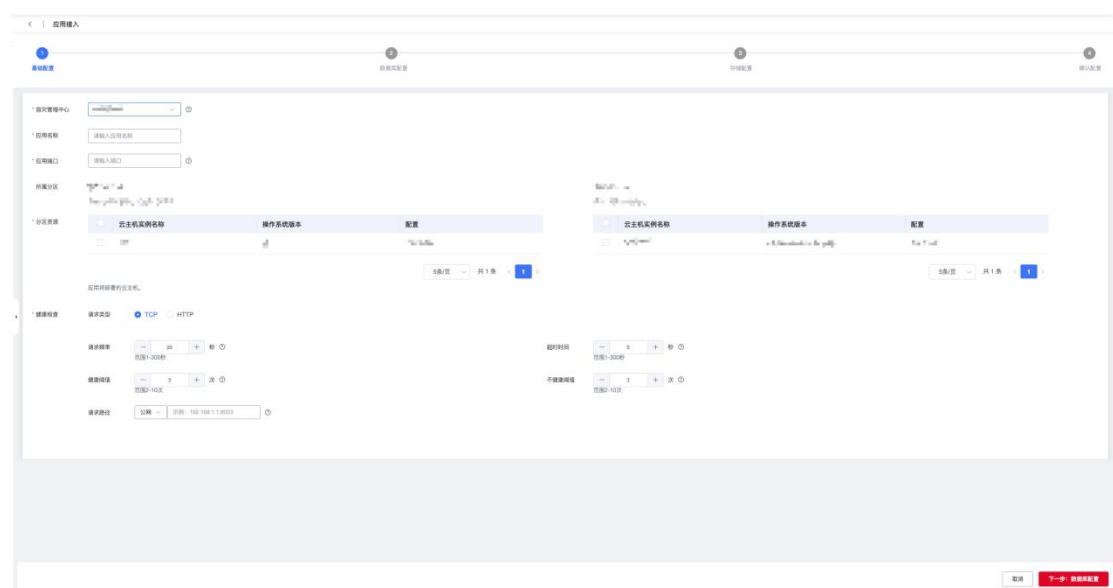 < | 应用接入
1 2 3 4
基础配置 数据库配置 存储配置 确认配置
* 容灾管理中心
* 应用名称 请输入应用名称
* 应用端口 请输入端口
所属分区
* 分区资源 云主机实例名称 操作系统版本 配置 云主机实例名称 操作系统版本 配置
5条/页 共 1 条 < 1 > 5条/页 共 1 条 < 1 >
应用将部署的云主机。
* 健康检查 请求类型 TCP HTTP
请求频率 − 20 + 秒 超时时间 − 5 + 秒
范围1-300秒 范围1-300秒
健康阈值 − 3 + 次 不健康阈值 − 3 + 次
范围2-10次 范围2-10次
请求路径 公网 示例：192.168.1.1:8003
取消 下一步：数据库配置